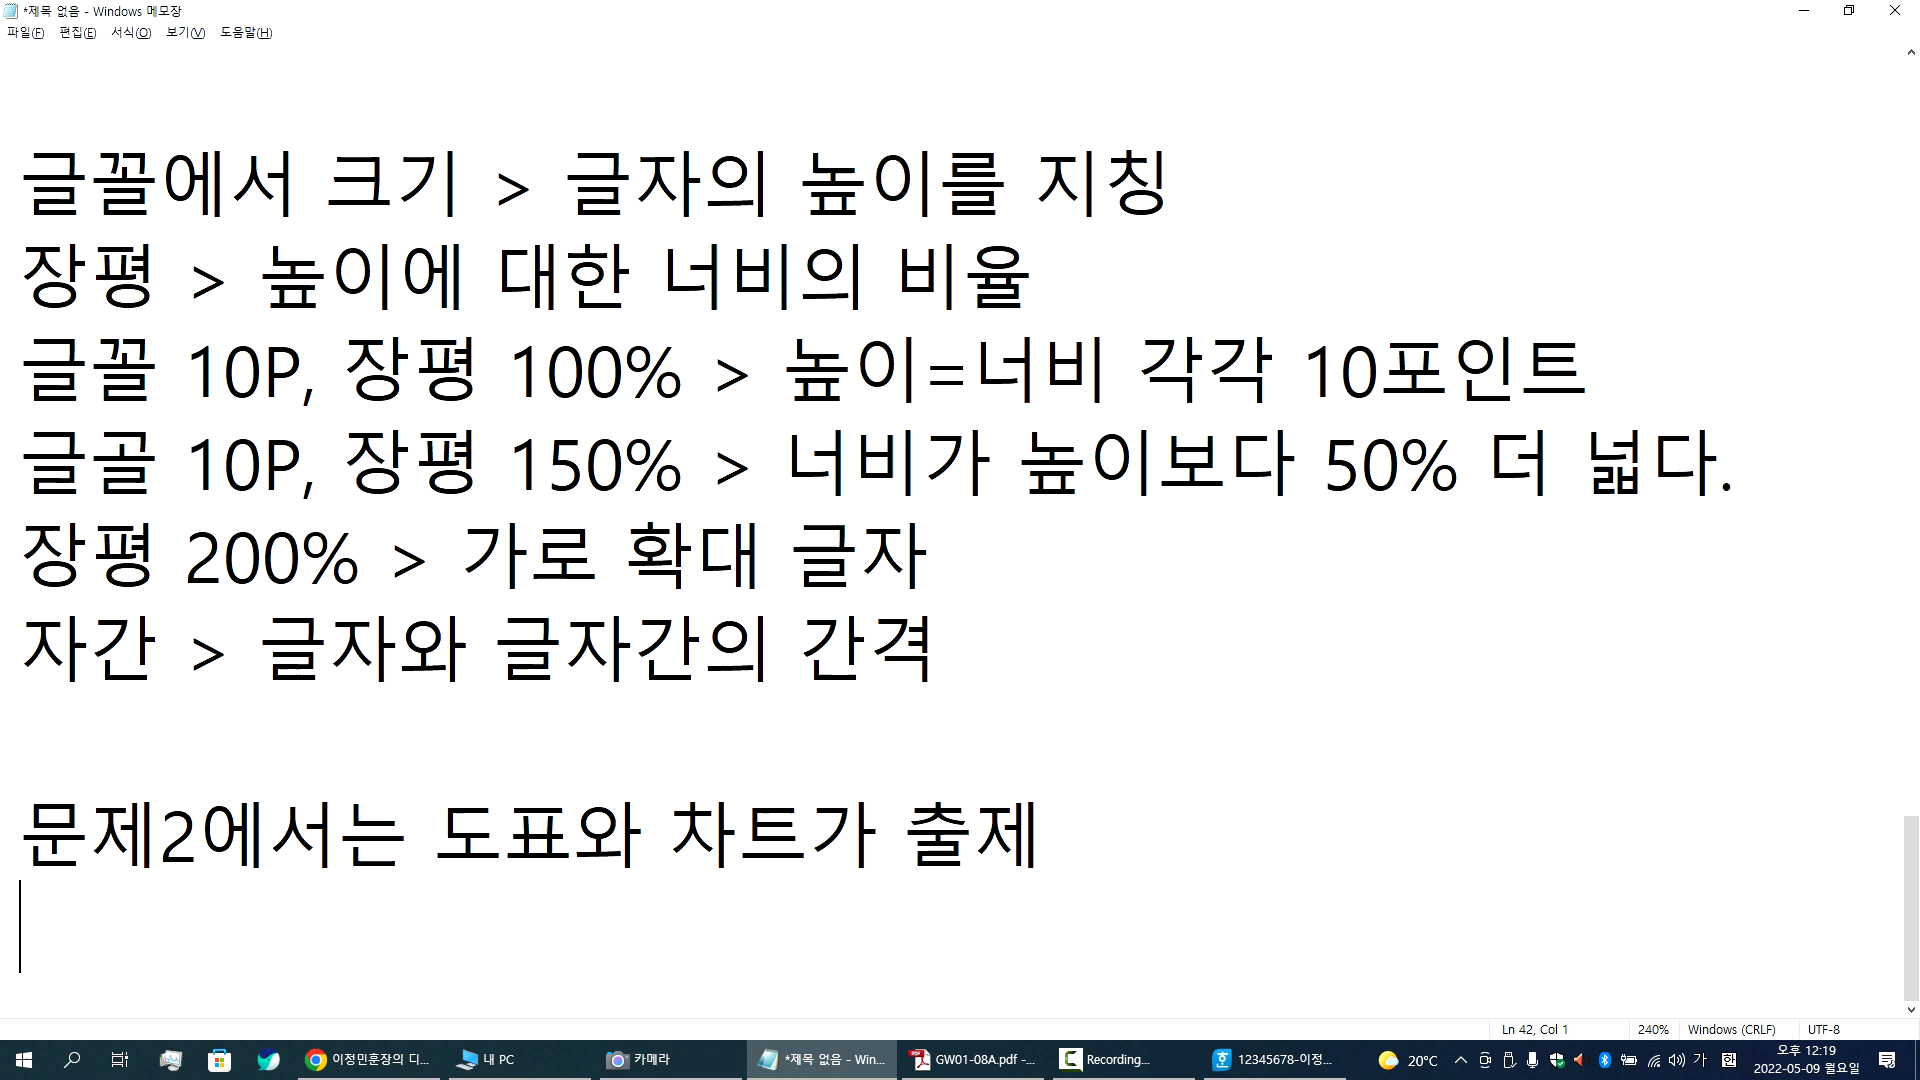 *제목 없음 - Windows 메모장
파일(F) 편집(E) 서식(O) 보기(V) 도움말(H)
글꼴에서 크기 > 글자의 높이를 지칭
장평 > 높이에 대한 너비의 비율
글꼴 10P, 장평 100% > 높이=너비 각각 10포인트
글골 10P, 장평 150% > 너비가 높이보다 50% 더 넓다.
장평 200% > 가로 확대 글자
자간 > 글자와 글자간의 간격
문제2에서는 도표와 차트가 출제
Ln 42, Col 1 240% Windows (CRLF) UTF-8
이정민훈장의 디... 내 PC 카메라 *제목 없음 - Win... GW01-08A.pdf -... Recording... 12345678-이정... 20°C 가 한 오후 12:19
2022-05-09 월요일